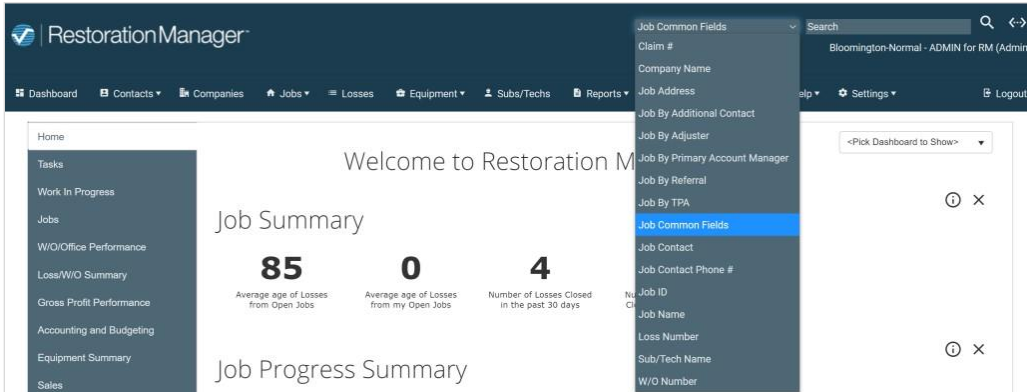 RestorationManager
Job Common Fields
Search
Bloomington-Normal - ADMIN for RM (Admin
Dashboard Contacts Companies Jobs Losses Equipment Subs/Techs Reports elp Settings Logout
Claim #
Company Name
Job Address
Job By Additional Contact
Job By Adjuster
Job By Primary Account Manager
Job By Referral
Job By TPA
Job Common Fields
Job Contact
Job Contact Phone #
Job ID
Job Name
Loss Number
Sub/Tech Name
W/O Number
Home
Tasks
Work In Progress
Jobs
W/O/Office Performance
Loss/W/O Summary
Gross Profit Performance
Accounting and Budgeting
Equipment Summary
Sales
<Pick Dashboard to Show>
Welcome to Restoration M
Job Summary
85
Average age of Losses
from Open Jobs
0
Average age of Losses
from my Open Jobs
4
Number of Losses Closed
in the past 30 days
Job Progress Summary